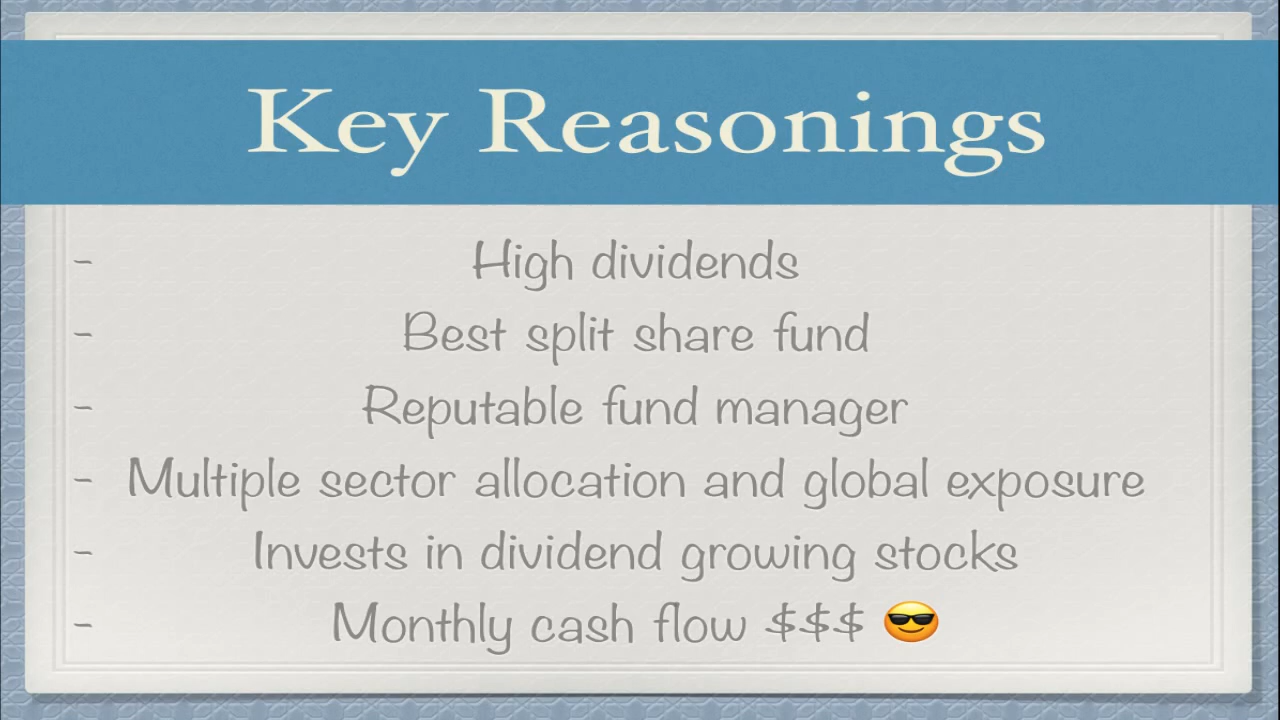 Key Reasonings
- High dividends
- Best split share fund
- Reputable fund manager
- Multiple sector allocation and global exposure
- Invests in dividend growing stocks
- Monthly cash flow $$$ 😎